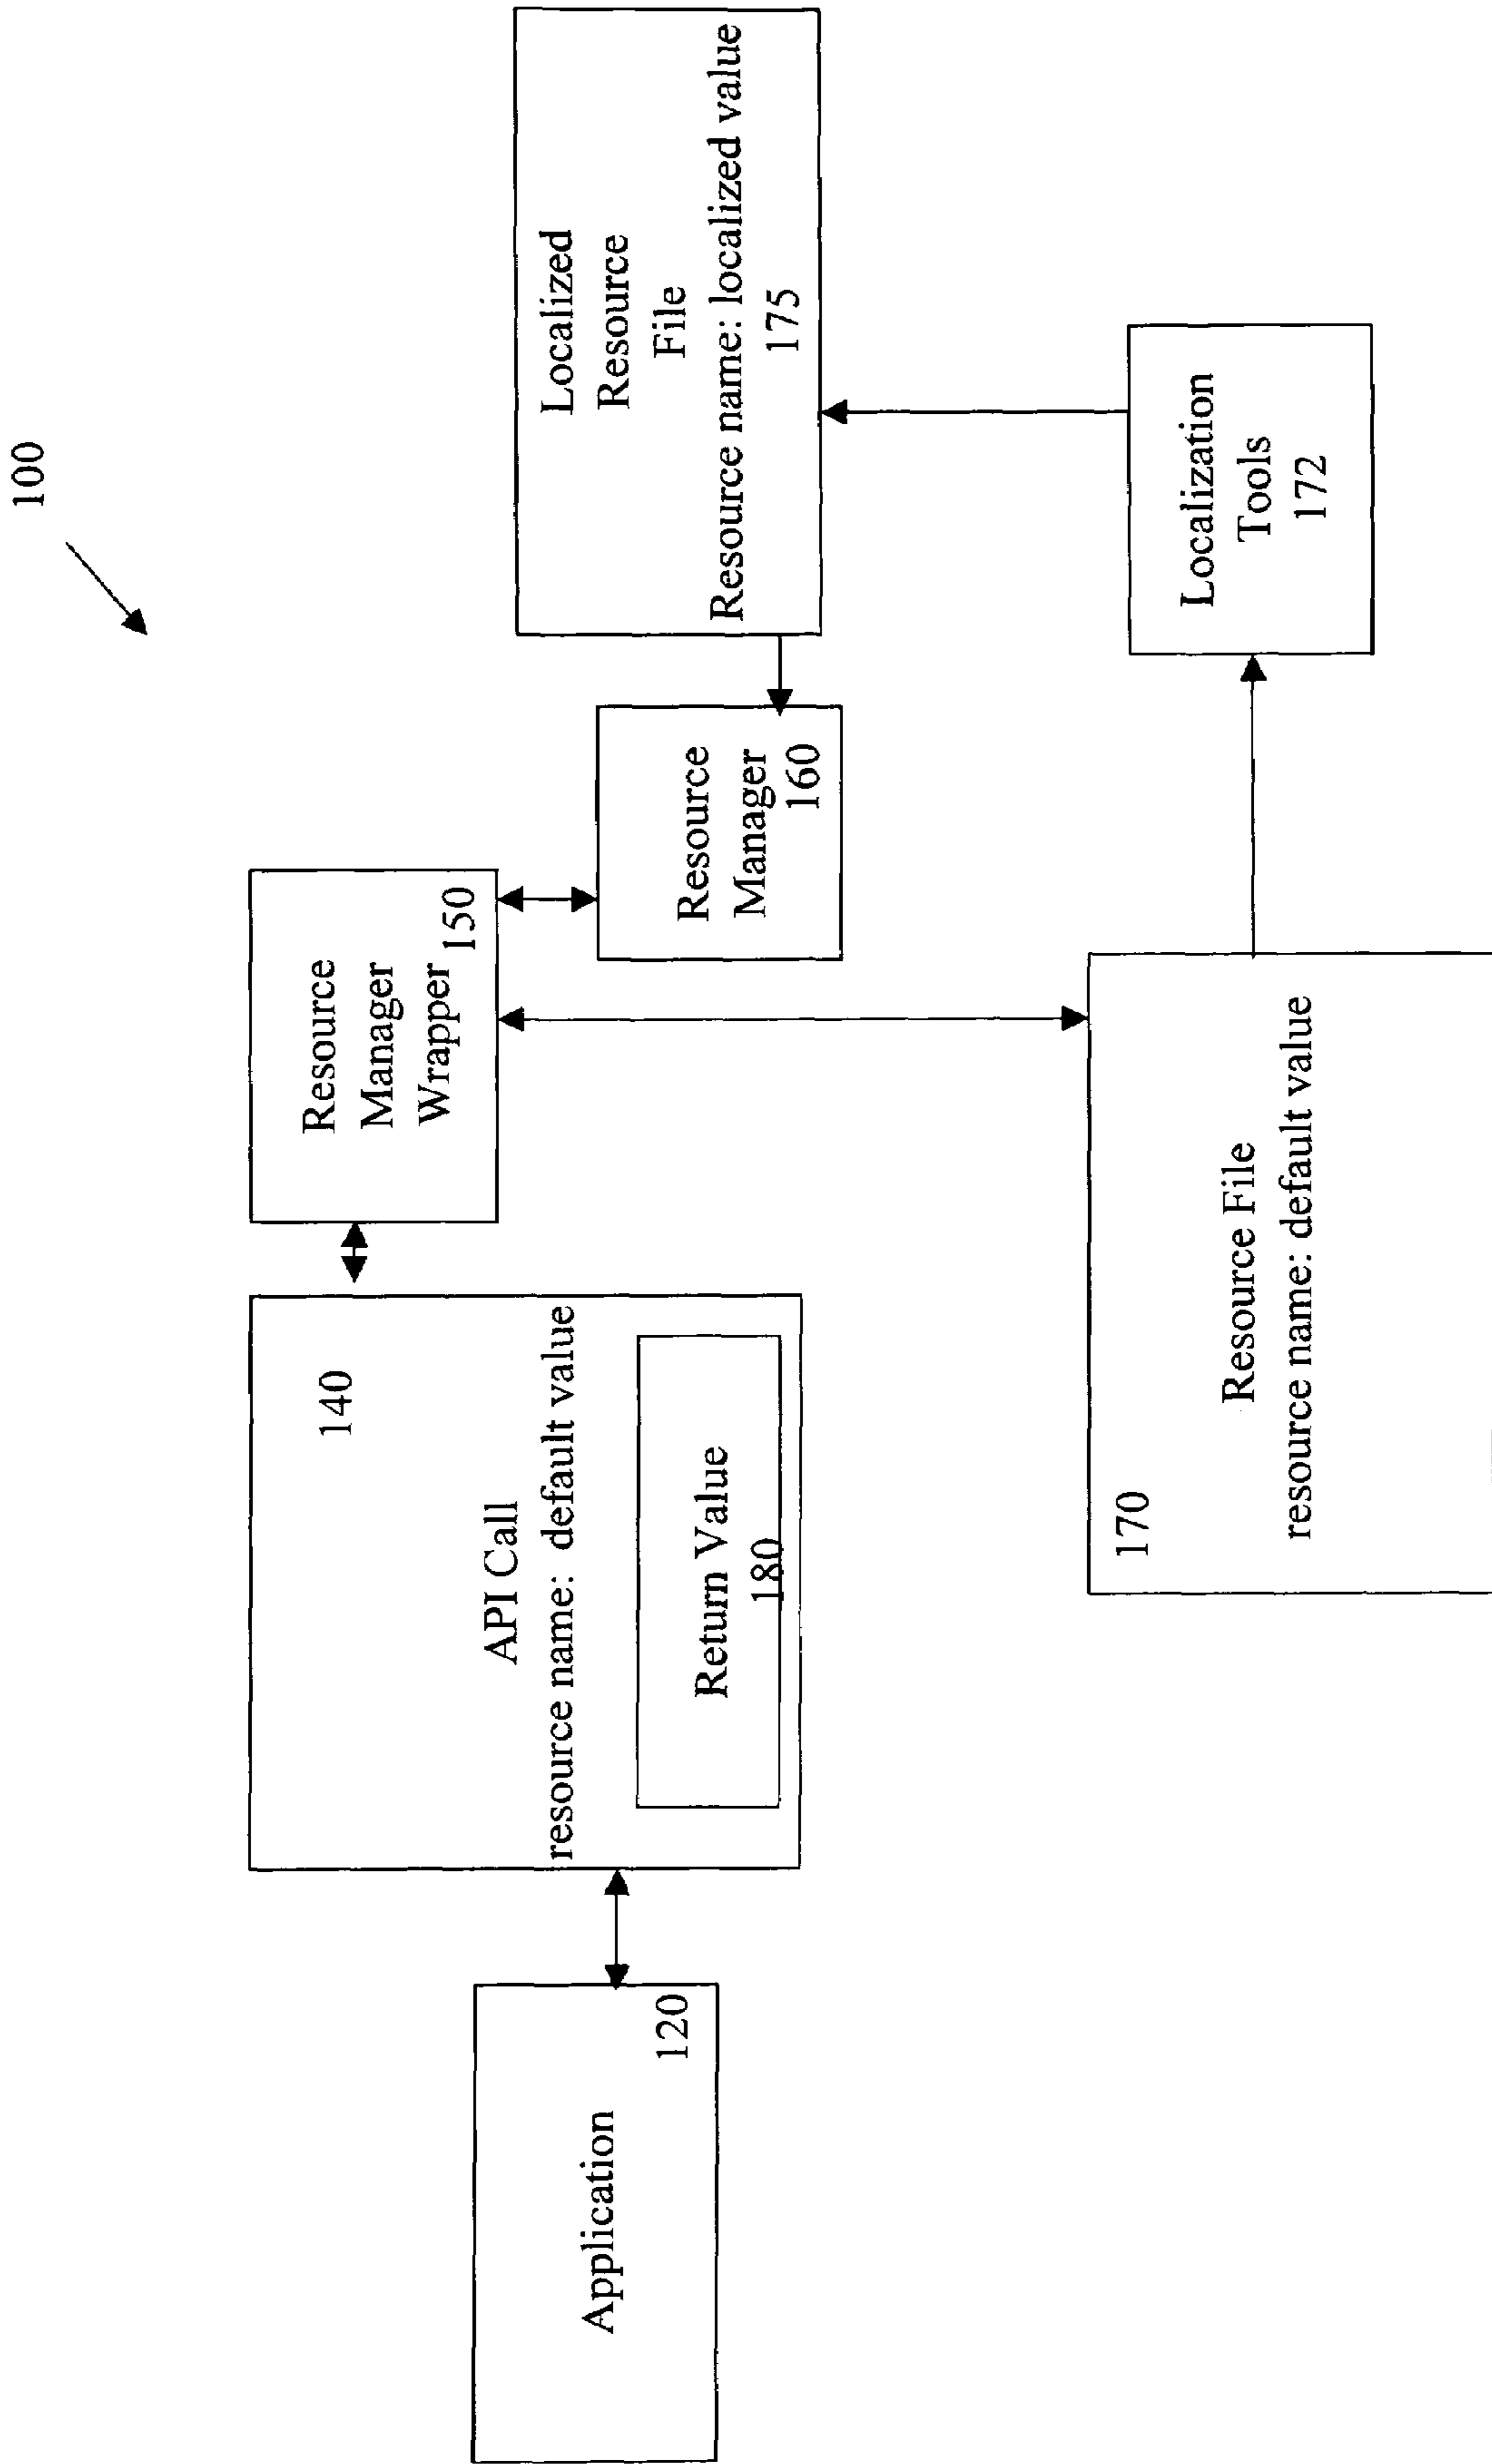 100
Application
120
140
API Call
resource name:  default value
Return Value
180
Resource
Manager
Wrapper
150
Resource
Manager
160
Localized
Resource
File
Resource name: localized value
175
170
Resource File
resource name: default value
Localization
Tools
172